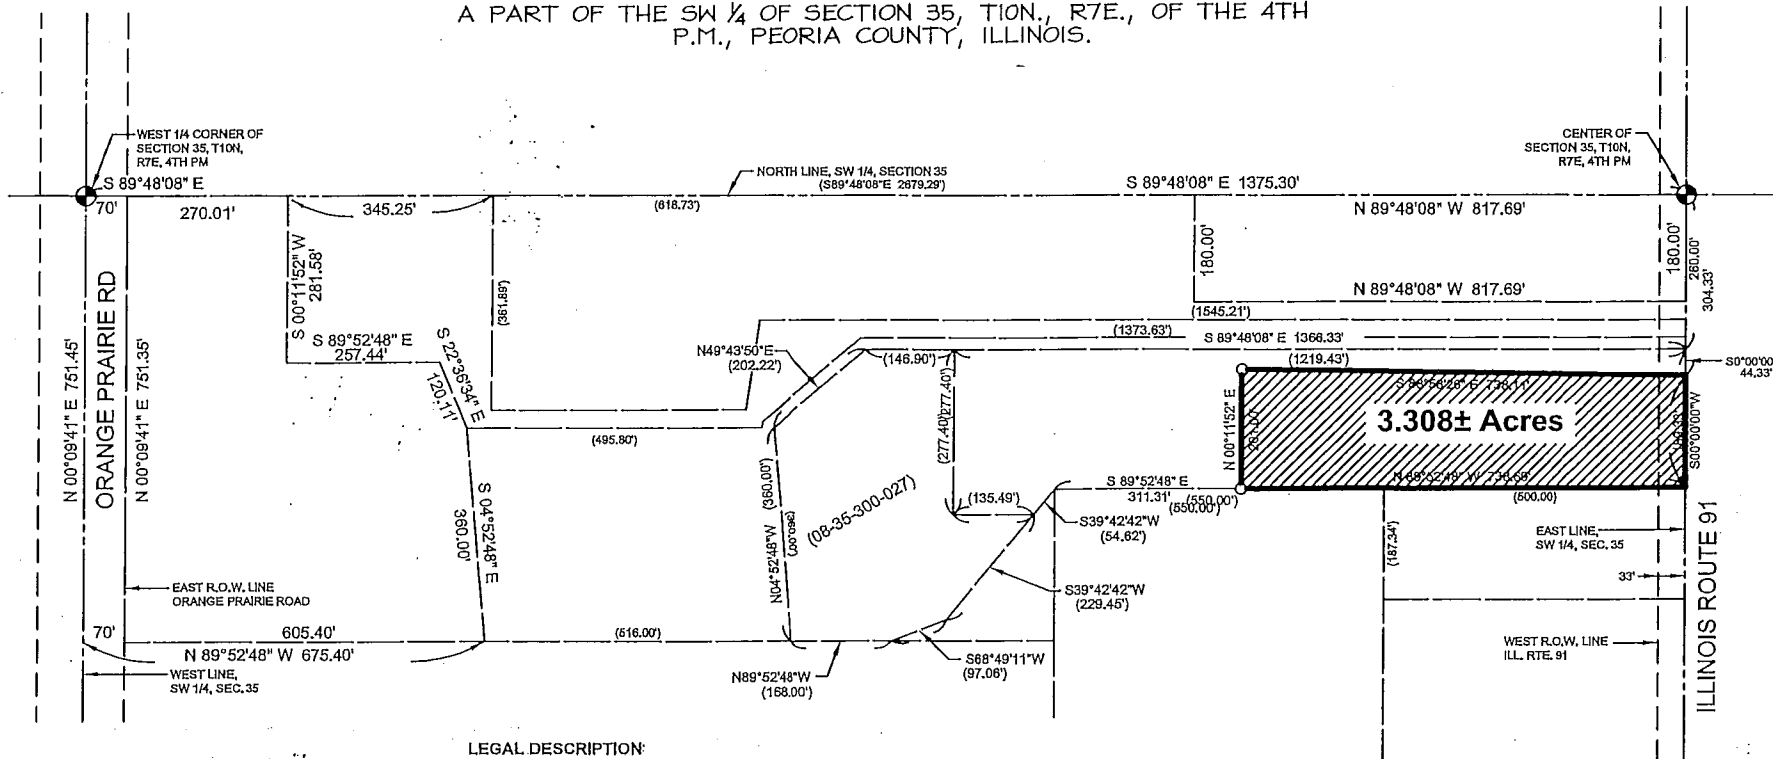 A PART OF THE SW 1/4 OF SECTION 35, T10N., R7E., OF THE 4TH
P.M., PEORIA COUNTY, ILLINOIS.
WEST 1/4 CORNER OF
SECTION 35, T10N,
R7E, 4TH PM
CENTER OF
SECTION 35, T10N,
R7E, 4TH PM
S 89°48'08" E
NORTH LINE, SW 1/4, SECTION 35
(S89°48'08"E 2679.29')
S 89°48'08" E 1375.30'
70'
270.01'
345.25'
(618.73')
N 89°48'08" W 817.69'
S 00°11'52" W
281.58'
(361.89')
180.00'
180.00'
260.00'
304.33'
N 89°48'08" W 817.69'
(1545.21')
(1373.63')
S 89°48'08" E 1366.33'
(1219.43')
S0°00'00
44.33'
ORANGE PRAIRIE RD
N 00°09'41" E 751.45'
N 00°09'41" E 751.35'
S 89°52'48" E
257.44'
S 22°36'34" E
120.11'
N49°43'50"E
(202.22')
(146.90')
(277.40')
277.40'
N 00°11'52" E
3.308± Acres
S00°00'00"W
(495.80')
S 04°52'48" E
360.00'
(360.00')
N04°52'48"W
(360.00')
(08-35-300-027)
(135.49')
S 89°52'48" E
311.31'
(550.00')
(550.00')
(500.00)
S39°42'42"W
(54.62')
(187.34')
EAST LINE,
SW 1/4, SEC. 35
33'
S39°42'42"W
(229.45')
EAST R.O.W. LINE
ORANGE PRAIRIE ROAD
70'
605.40'
(516.00')
N 89°52'48" W 675.40'
WEST LINE,
SW 1/4, SEC. 35
N89°52'48"W
(168.00')
S68°49'11"W
(97.06')
WEST R.O.W. LINE
ILL. RTE. 91
ILLINOIS ROUTE 91
LEGAL DESCRIPTION: